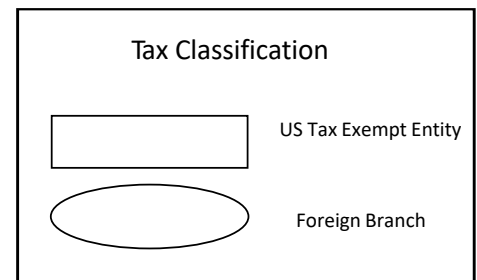 Tax Classification
US Tax Exempt Entity
Foreign Branch